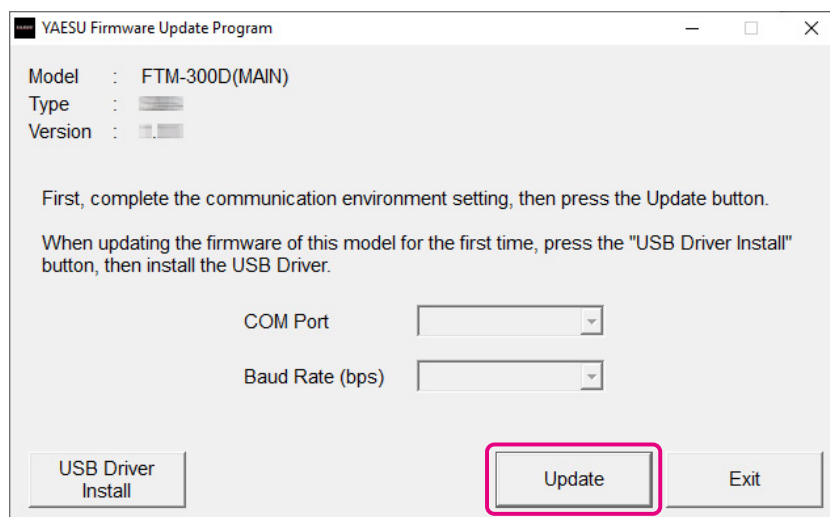 YAESU Firmware Update Program
Model : FTM-300D(MAIN)
Type :
Version :
First, complete the communication environment setting, then press the Update button.
When updating the firmware of this model for the first time, press the "USB Driver Install"
button, then install the USB Driver.
COM Port
Baud Rate (bps)
USB Driver
Install
Update
Exit